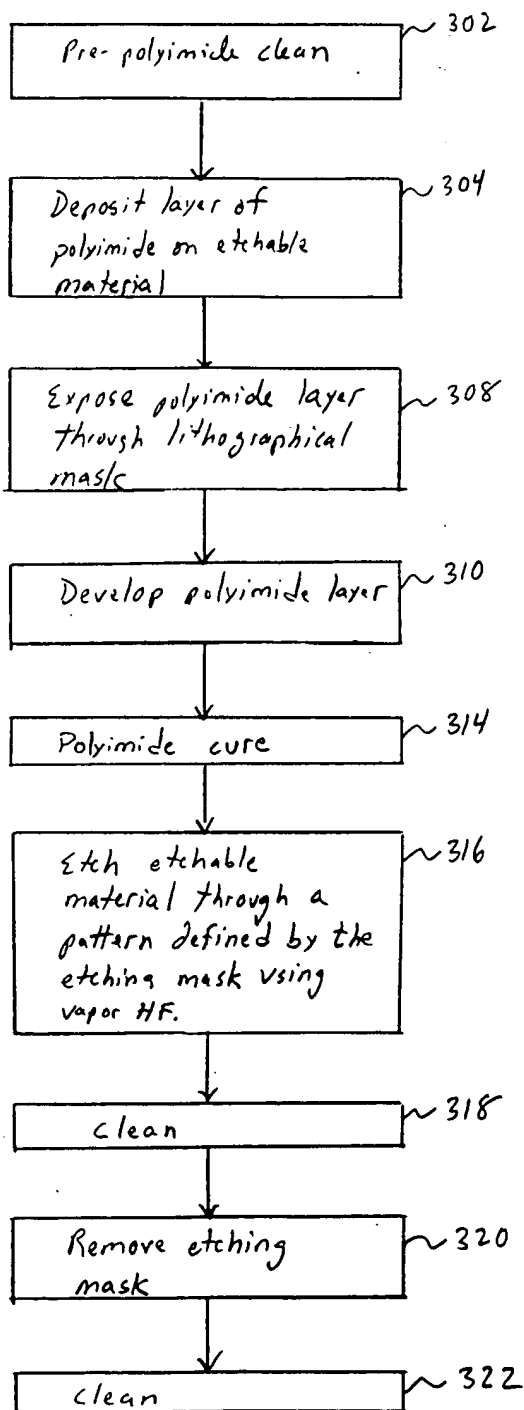 Pre-polyimide clean
302
Deposit layer of
polyimide on etchable
material
304
Expose polyimide layer
through lithographical
mask
308
Develop polyimide layer
310
Polyimide cure
314
Etch etchable
material through a
pattern defined by the
etching mask using
vapor HF.
316
Clean
318
Remove etching
mask
320
Clean
322